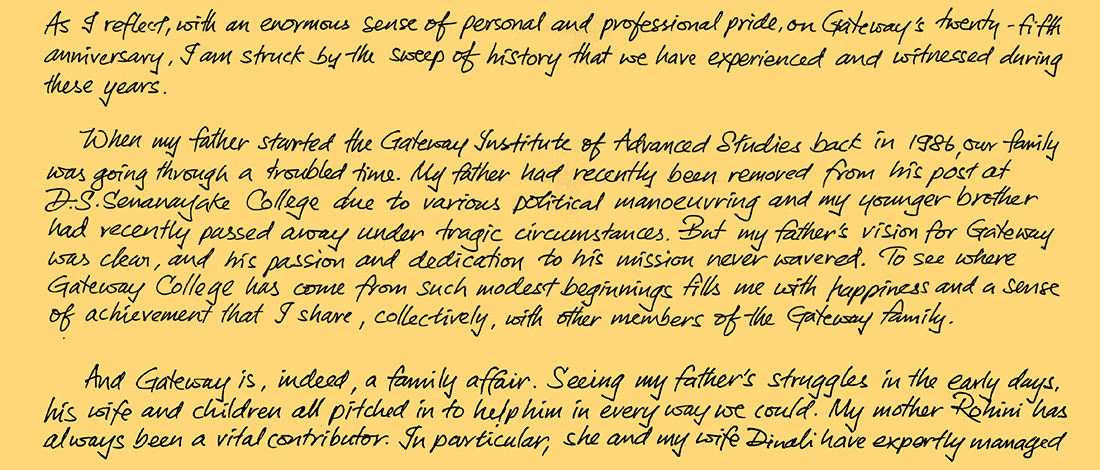 As I reflect, with an enormous sense of personal and professional pride, on Gateway's twenty-fifth
anniversary, I am struck by the sweep of history that we have experienced and witnessed during
these years.
When my father started the Gateway Institute of Advanced Studies back in 1986, our family
was going through a troubled time. My father had recently been removed from his post at
D.S. Senanayake College due to various political manoeuvring and my younger brother
had recently passed away under tragic circumstances. But my father's vision for Gateway
was clear, and his passion and dedication to his mission never wavered. To see where
Gateway College has come from such modest beginnings fills me with happiness and a sense
of achievement that I share, collectively, with other members of the Gateway family.
And Gateway is, indeed, a family affair. Seeing my father's struggles in the early days,
his wife and children all pitched in to help him in every way we could. My mother Rohini has
always been a vital contributor. In particular, she and my wife Dinali have expertly managed